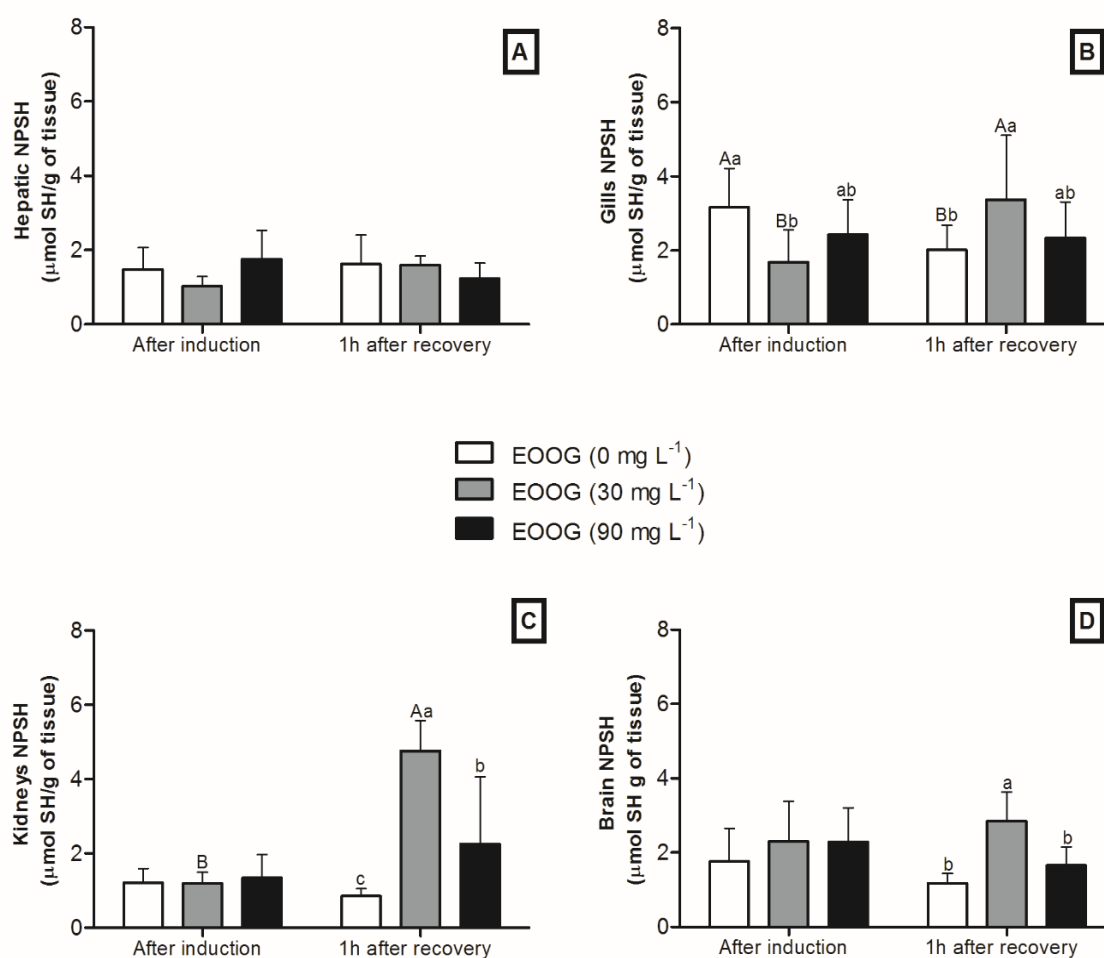 A
Hepatic NPSH
(μmol SH/g of tissue)
8
6
4
2
0
After induction
1h after recovery
B
Gills NPSH
(μmol SH/g of tissue)
8
6
4
2
0
Aa
Bb
ab
Bb
Aa
ab
After induction
1h after recovery
EOOG (0 mg L⁻¹)
EOOG (30 mg L⁻¹)
EOOG (90 mg L⁻¹)
C
Kidneys NPSH
(μmol SH/g of tissue)
8
6
4
2
0
B
c
Aa
b
After induction
1h after recovery
D
Brain NPSH
(μmol SH g of tissue)
8
6
4
2
0
b
a
b
After induction
1h after recovery